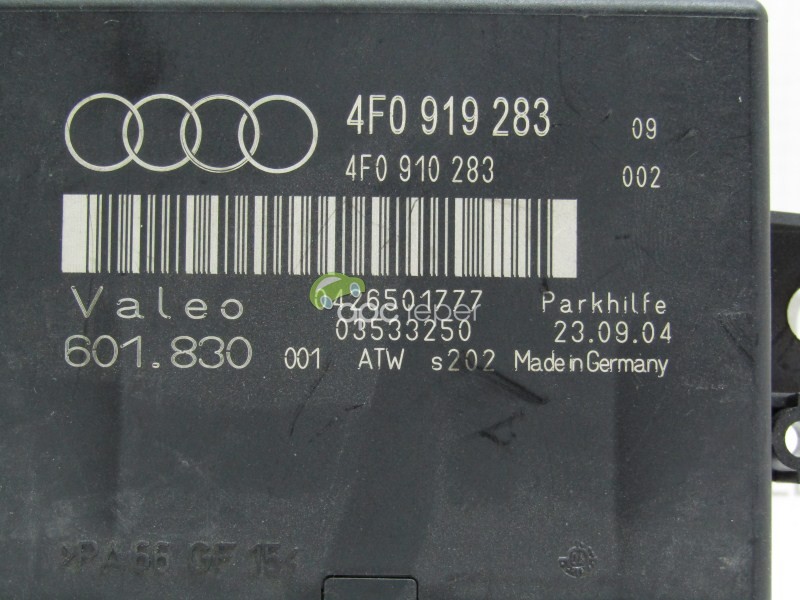 4F0 919 283 09
4F0 910 283 002
Valeo 0426501777 Parkhilfe
03533250 23.09.04
601.830 001 ATW s202 Made in Germany
>PA 66 GF 15<